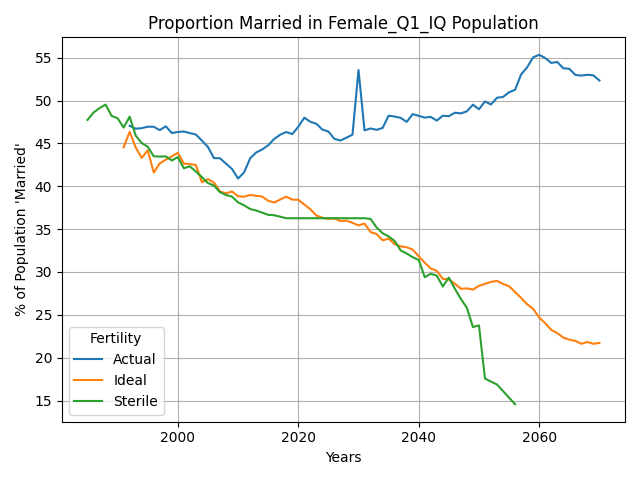 Proportion Married in Female_Q1_IQ Population
% of Population 'Married'
55
50
45
40
35
30
25
20
15
Fertility
Actual
Ideal
Sterile
2000 2020 2040 2060
Years